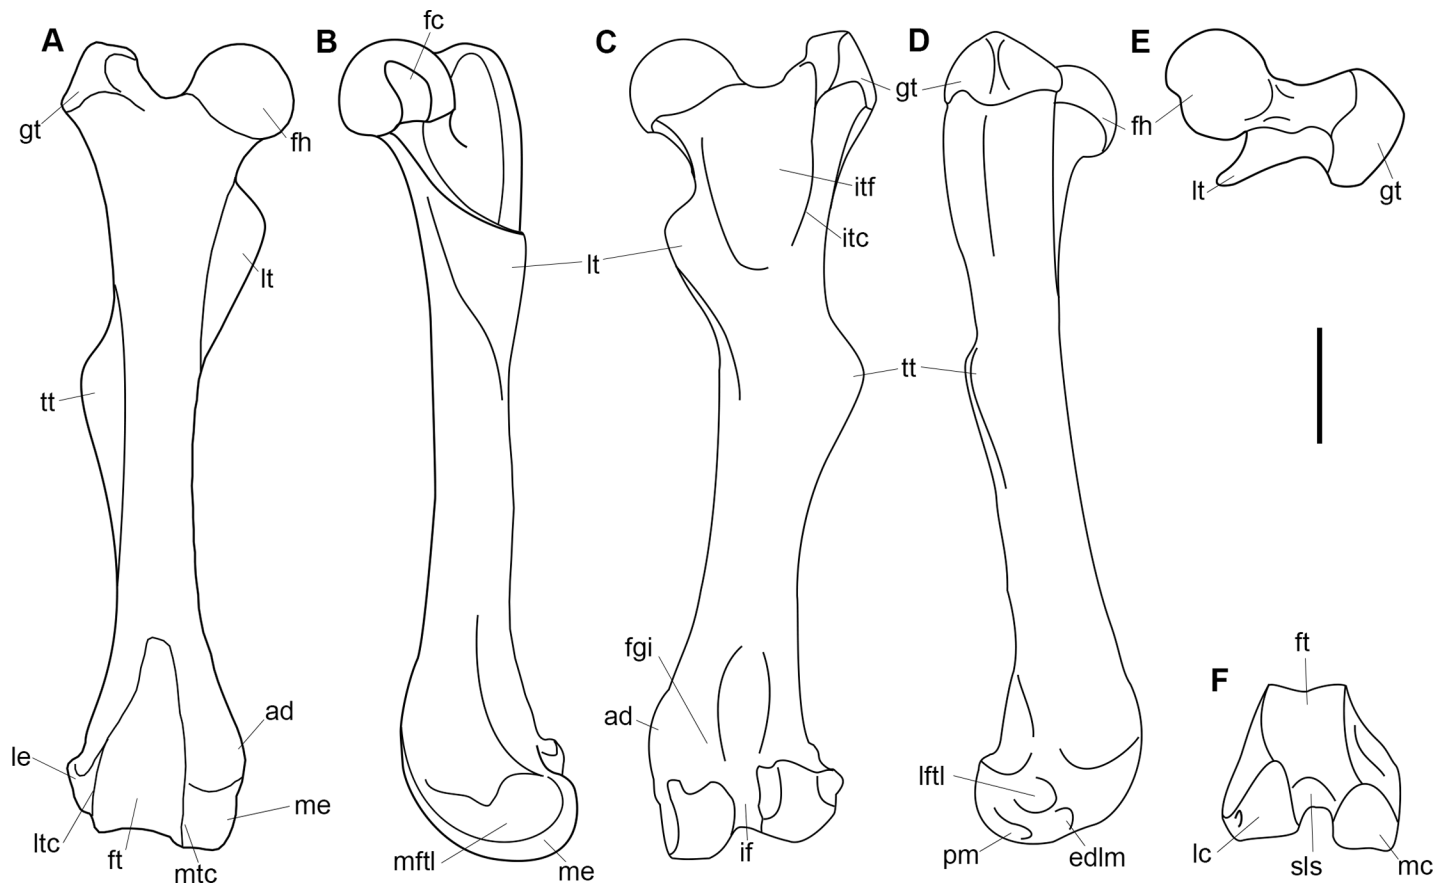 A
B
C
D
E
fc
gt
fh
gt
fh
itf
itc
lt
gt
lt
lt
tt
tt
fgi
ad
ad
le
ltc
ft
mtc
me
mftl
me
if
lftl
pm
edlm
F
ft
lc
sls
mc